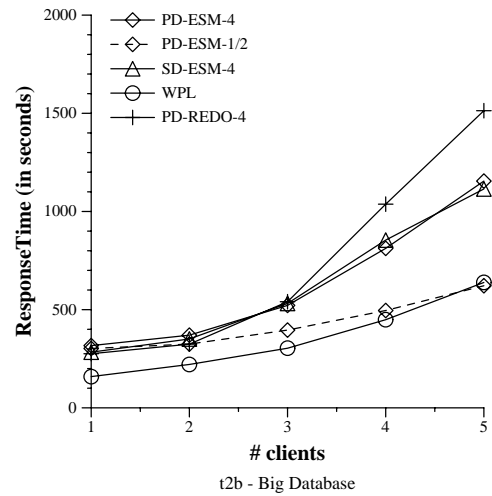 2000
1500
1000
500
0
ResponseTime (in seconds)
PD-ESM-4
PD-ESM-1/2
SD-ESM-4
WPL
PD-REDO-4
1 2 3 4 5
# clients
t2b - Big Database